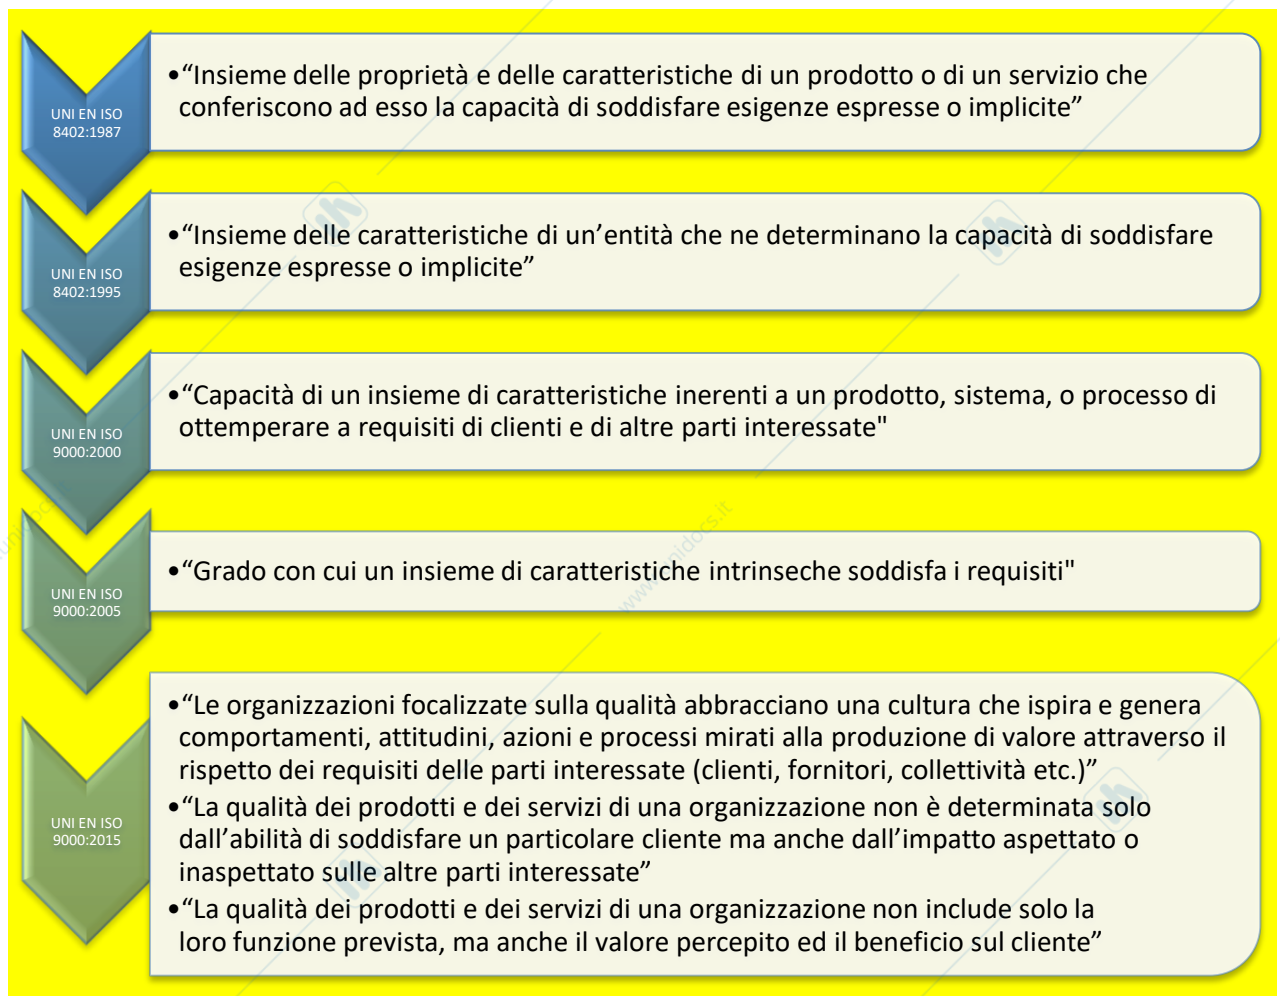 UNI EN ISO
8402:1987
•“Insieme delle proprietà e delle caratteristiche di un prodotto o di un servizio che
conferiscono ad esso la capacità di soddisfare esigenze espresse o implicite”
UNI EN ISO
8402:1995
•“Insieme delle caratteristiche di un’entità che ne determinano la capacità di soddisfare
esigenze espresse o implicite”
UNI EN ISO
9000:2000
•“Capacità di un insieme di caratteristiche inerenti a un prodotto, sistema, o processo di
ottemperare a requisiti di clienti e di altre parti interessate"
UNI EN ISO
9000:2005
•“Grado con cui un insieme di caratteristiche intrinseche soddisfa i requisiti"
www.unidocs.it
UNI EN ISO
9000:2015
•“Le organizzazioni focalizzate sulla qualità abbracciano una cultura che ispira e genera
comportamenti, attitudini, azioni e processi mirati alla produzione di valore attraverso il
rispetto dei requisiti delle parti interessate (clienti, fornitori, collettività etc.)”
•“La qualità dei prodotti e dei servizi di una organizzazione non è determinata solo
dall’abilità di soddisfare un particolare cliente ma anche dall’impatto aspettato o
inaspettato sulle altre parti interessate”
•“La qualità dei prodotti e dei servizi di una organizzazione non include solo la
loro funzione prevista, ma anche il valore percepito ed il beneficio sul cliente”